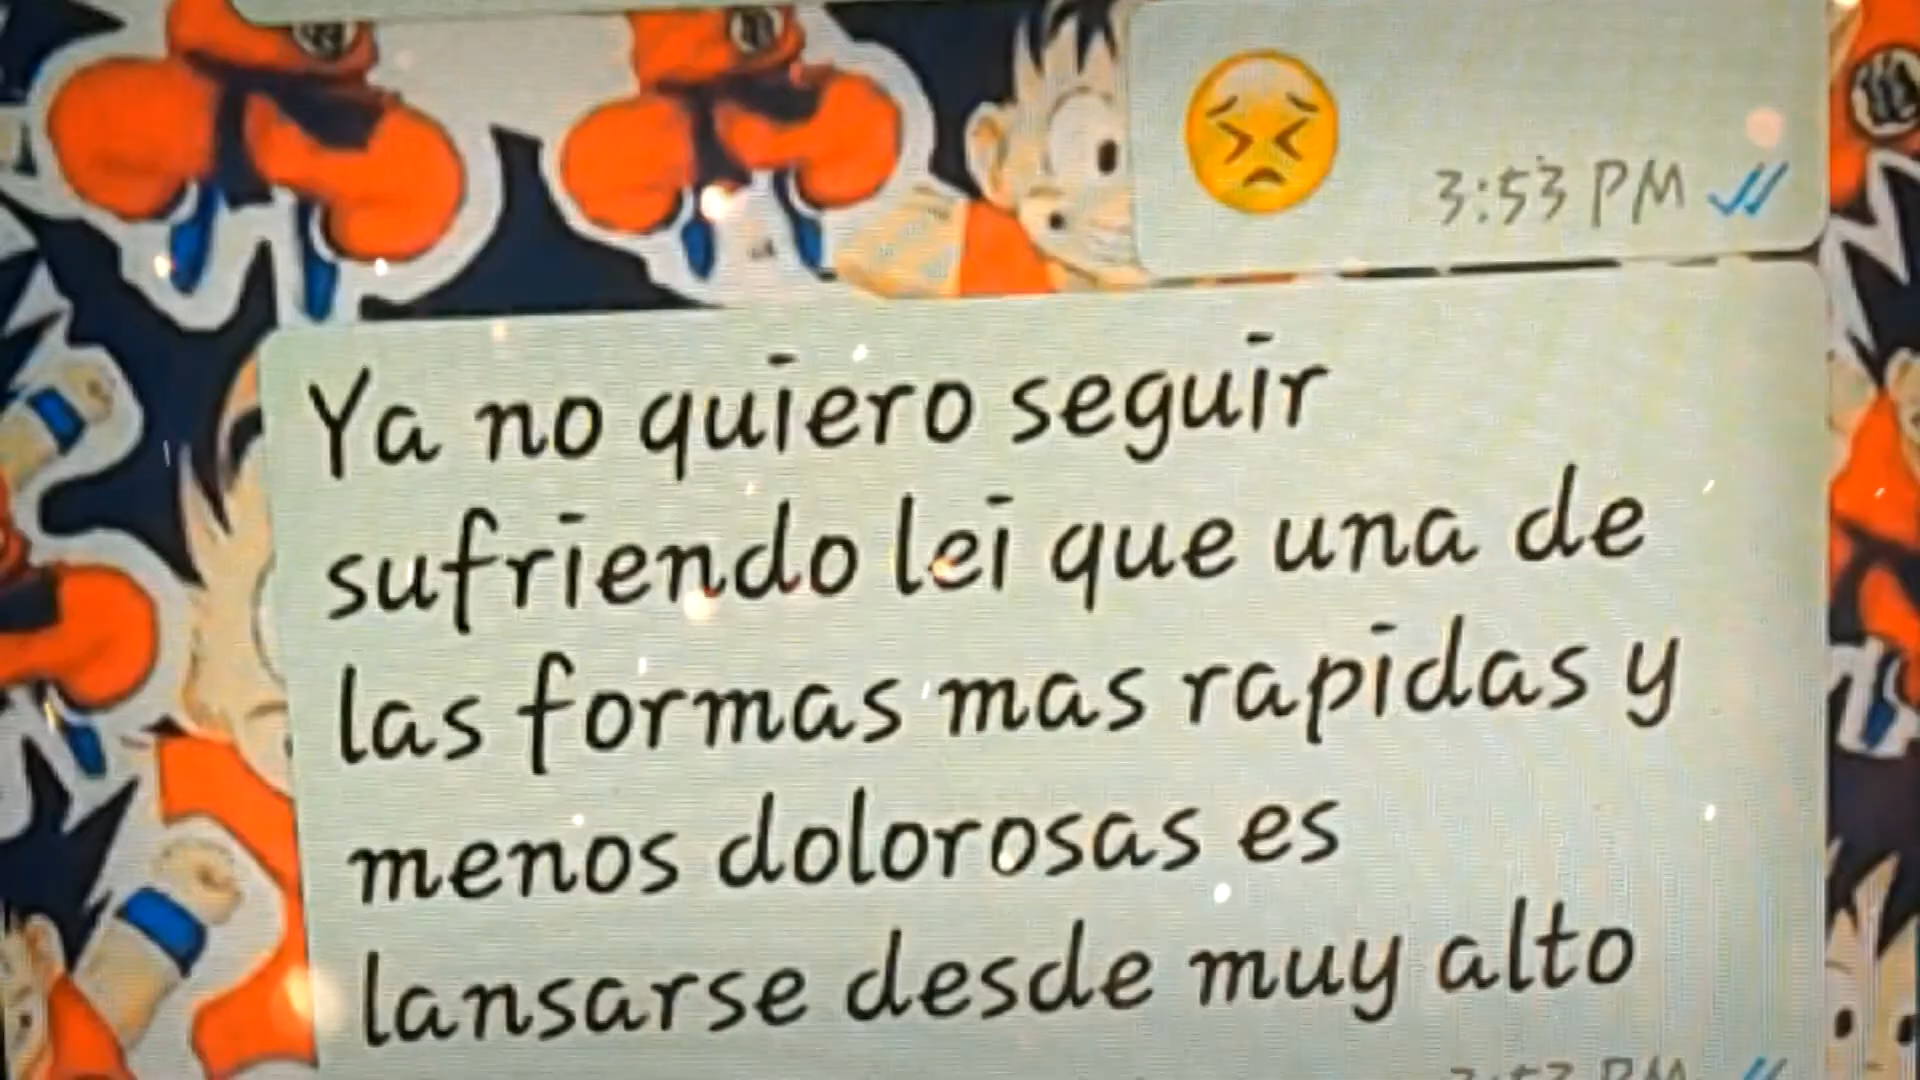 😣
3:53 PM
Ya no quiero seguir
sufriendo lei que una de
las formas mas rapidas y
menos dolorosas es
lansarse desde muy alto